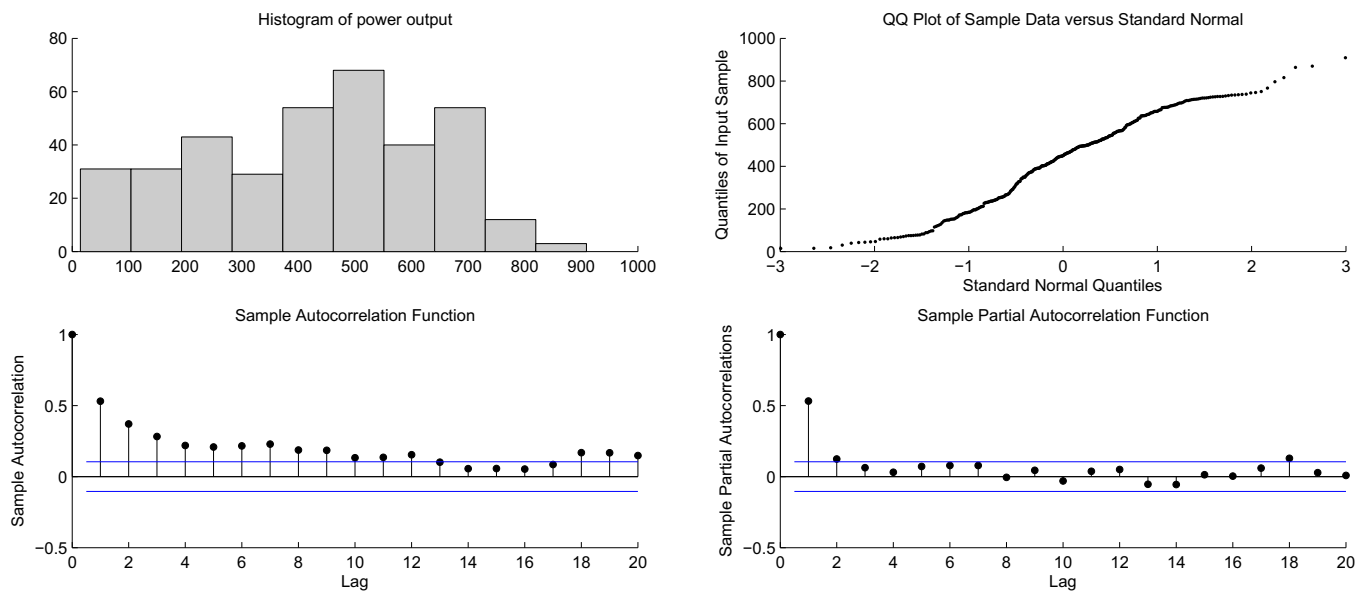 Histogram of power output
80
60
40
20
0
0 100 200 300 400 500 600 700 800 900 1000
QQ Plot of Sample Data versus Standard Normal
Quantiles of Input Sample
1000
800
600
400
200
0
−3 −2 −1 0 1 2 3
Standard Normal Quantiles
Sample Autocorrelation Function
Sample Autocorrelation
1
0.5
0
−0.5
0 2 4 6 8 10 12 14 16 18 20
Lag
Sample Partial Autocorrelation Function
Sample Partial Autocorrelations
1
0.5
0
−0.5
0 2 4 6 8 10 12 14 16 18 20
Lag